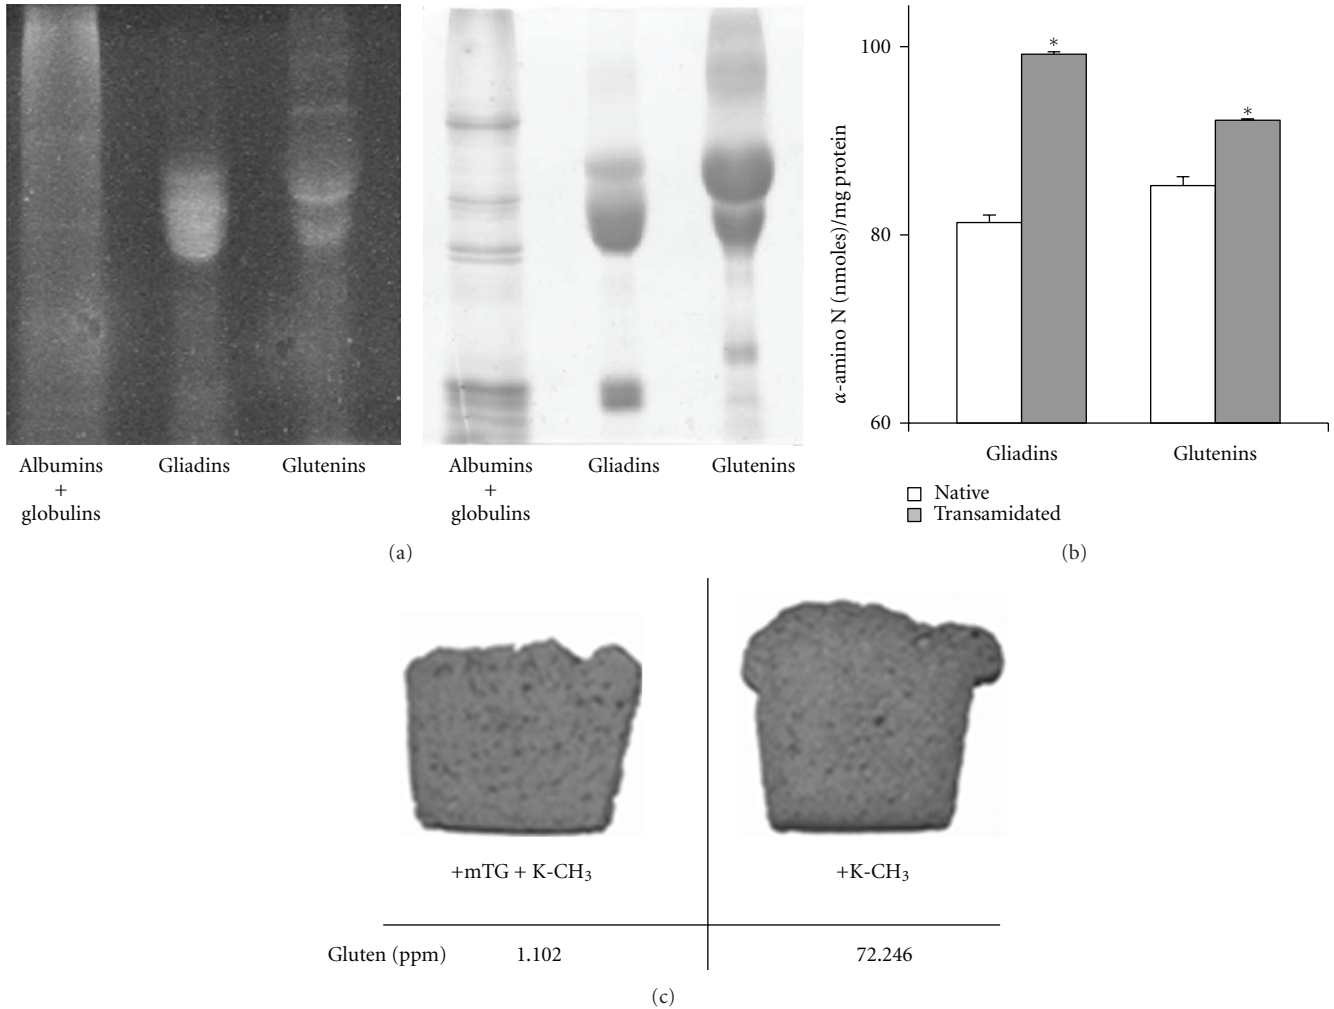 Albumins
+
globulins
Gliadins
Glutenins
Albumins
+
globulins
Gliadins
Glutenins
(a)
α-amino N (nmoles)/mg protein
100
80
60
*
*
Gliadins
Glutenins
Native
Transamidated
(b)
+mTG + K-CH₃
+K-CH₃
Gluten (ppm)
1.102
72.246
(c)